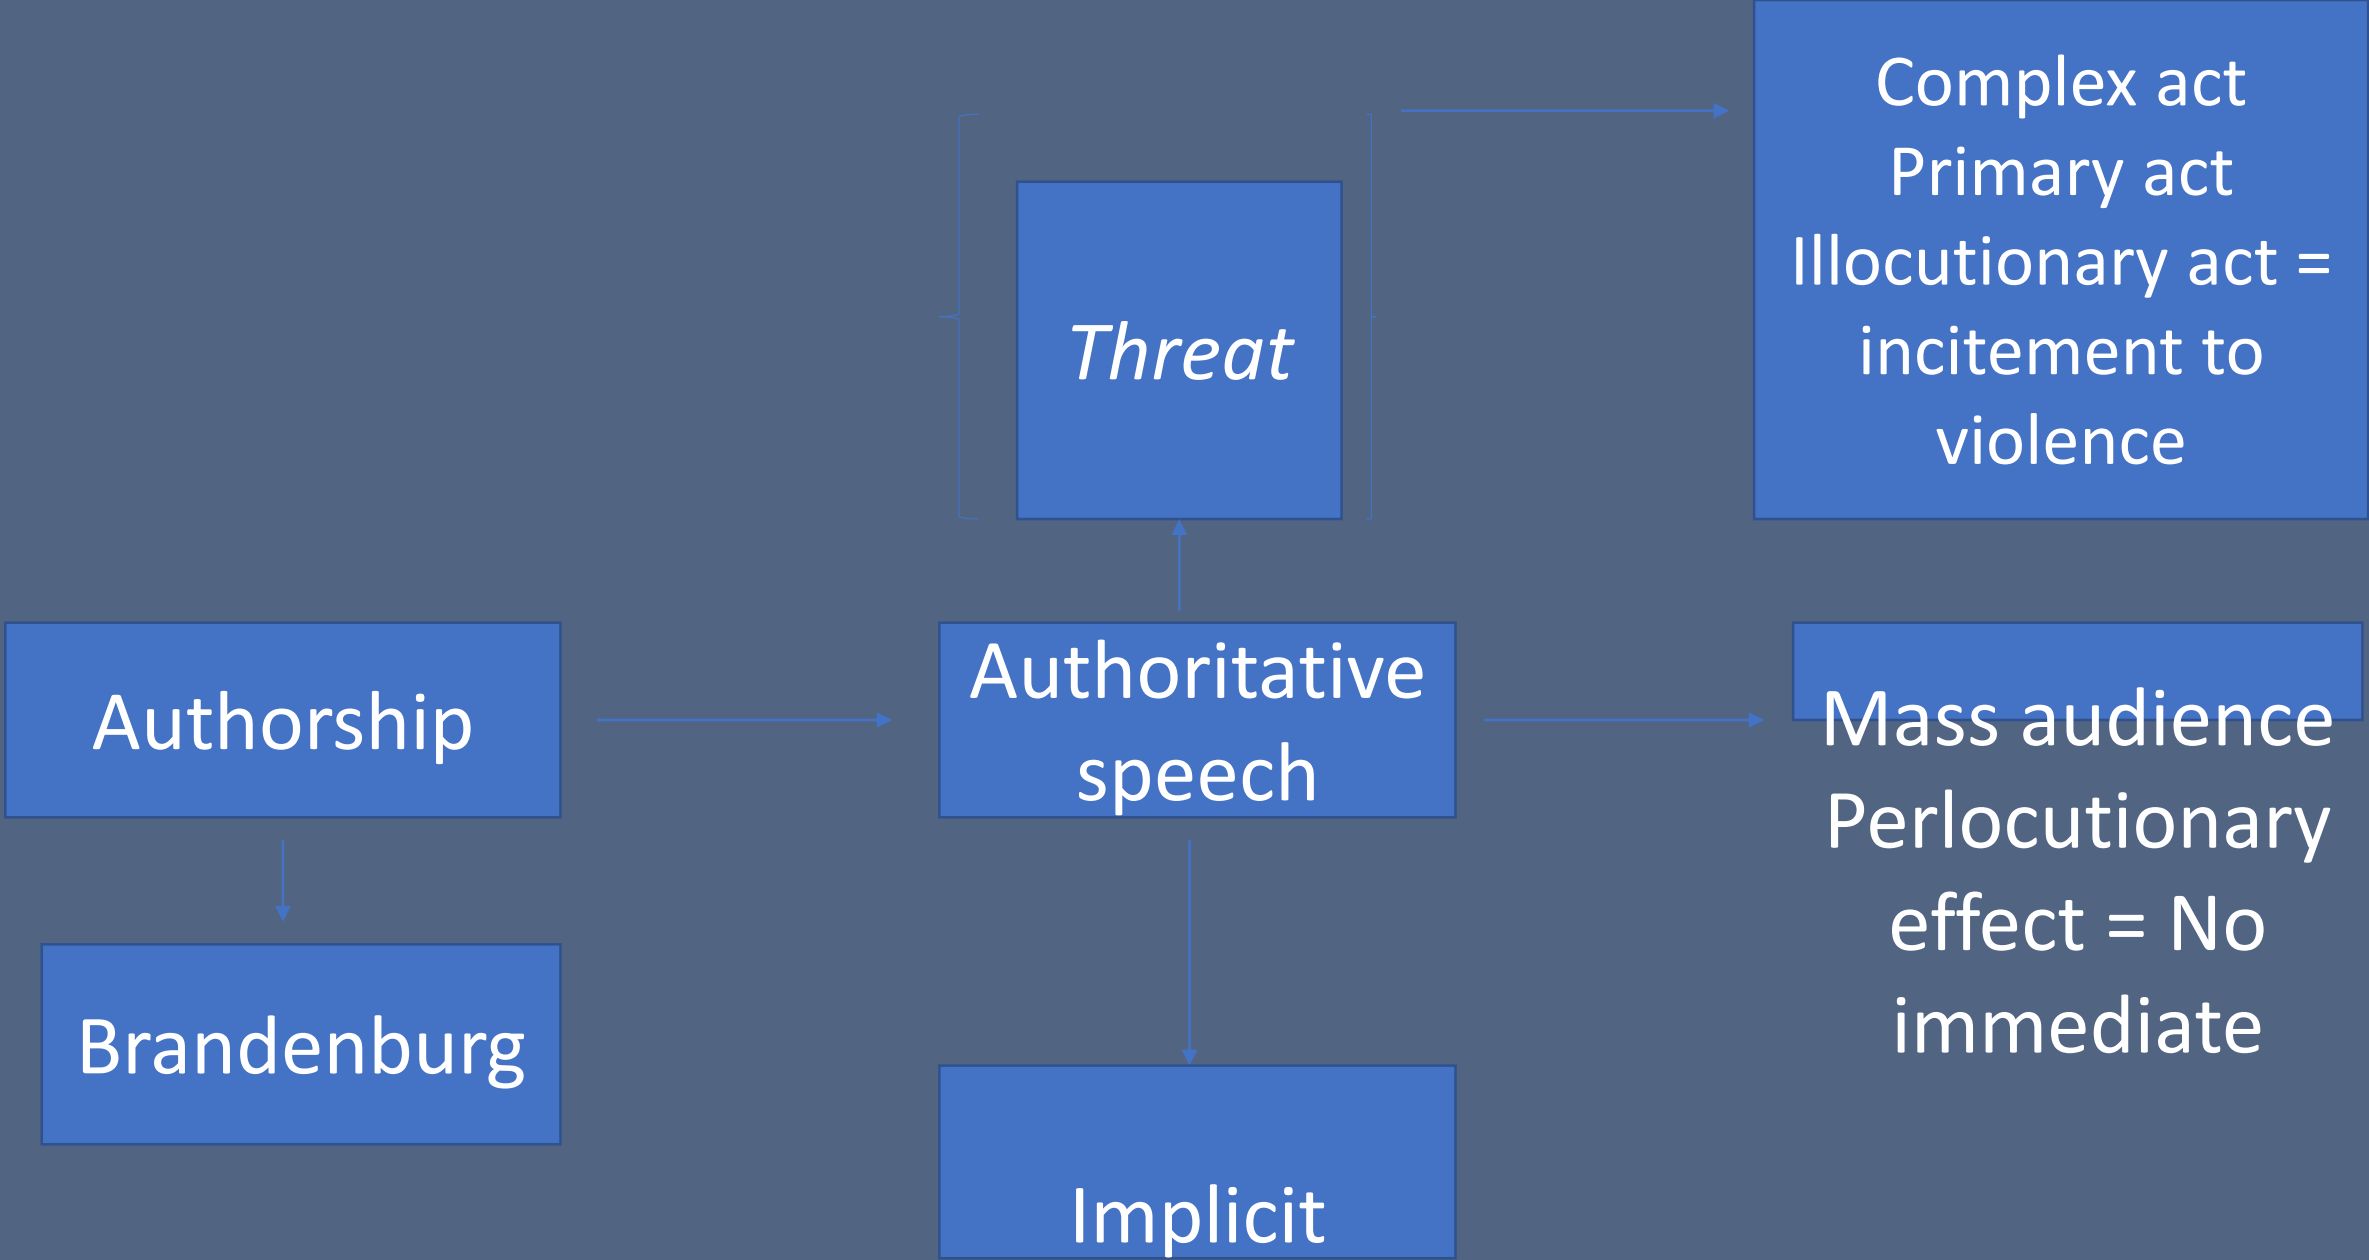 Complex act
Primary act
Illocutionary act =
incitement to
violence
Threat
Authorship
Authoritative
speech
Mass audience
Perlocutionary
effect = No
immediate
Brandenburg
Implicit